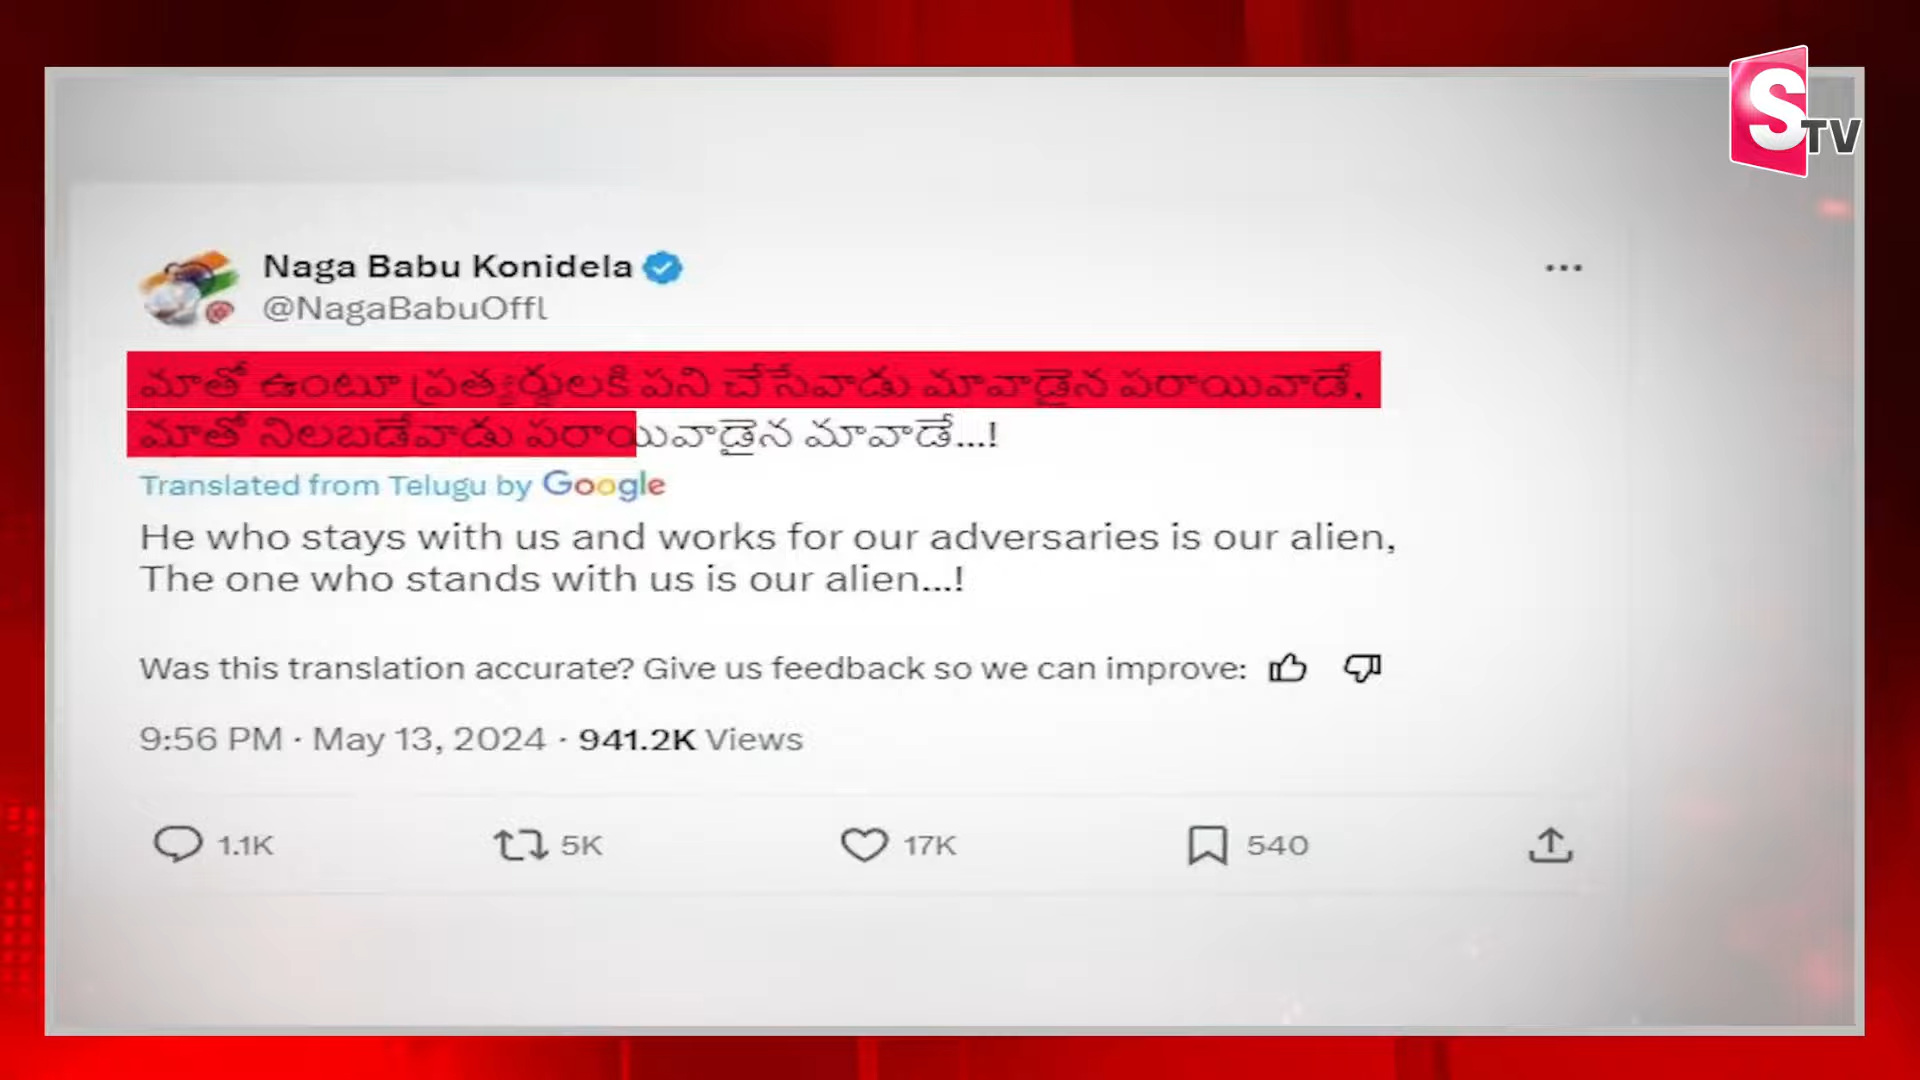 S TV
Naga Babu Konidela
@NagaBabuOffl
మాతో ఉంటూ ప్రత్యర్థులకి పని చేసేవాడు మావాడైన పరాయివాడే.
మాతో నిలబడేవాడు పరాయివాడైన మావాడే...!
Translated from Telugu by Google
He who stays with us and works for our adversaries is our alien,
The one who stands with us is our alien...!
Was this translation accurate? Give us feedback so we can improve:
9:56 PM · May 13, 2024 · 941.2K Views
1.1K 5K 17K 540